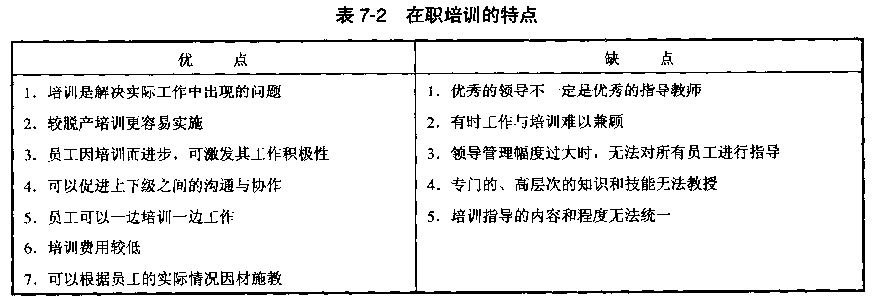 表 7-2 在职培训的特点
优 点
缺 点
1. 培训是解决实际工作中出现的问题
2. 较脱产培训更容易实施
3. 员工因培训而进步，可激发其工作积极性
4. 可以促进上下级之间的沟通与协作
5. 员工可以一边培训一边工作
6. 培训费用较低
7. 可以根据员工的实际情况因材施教
1. 优秀的领导不 定是优秀的指导教师
2. 有时工作与培训难以兼顾
3. 领导管理幅度过大时，无法对所有员工进行指导
4. 专门的、高层次的知识和技能无法教授
5. 培训指导的内容和程度无法统一